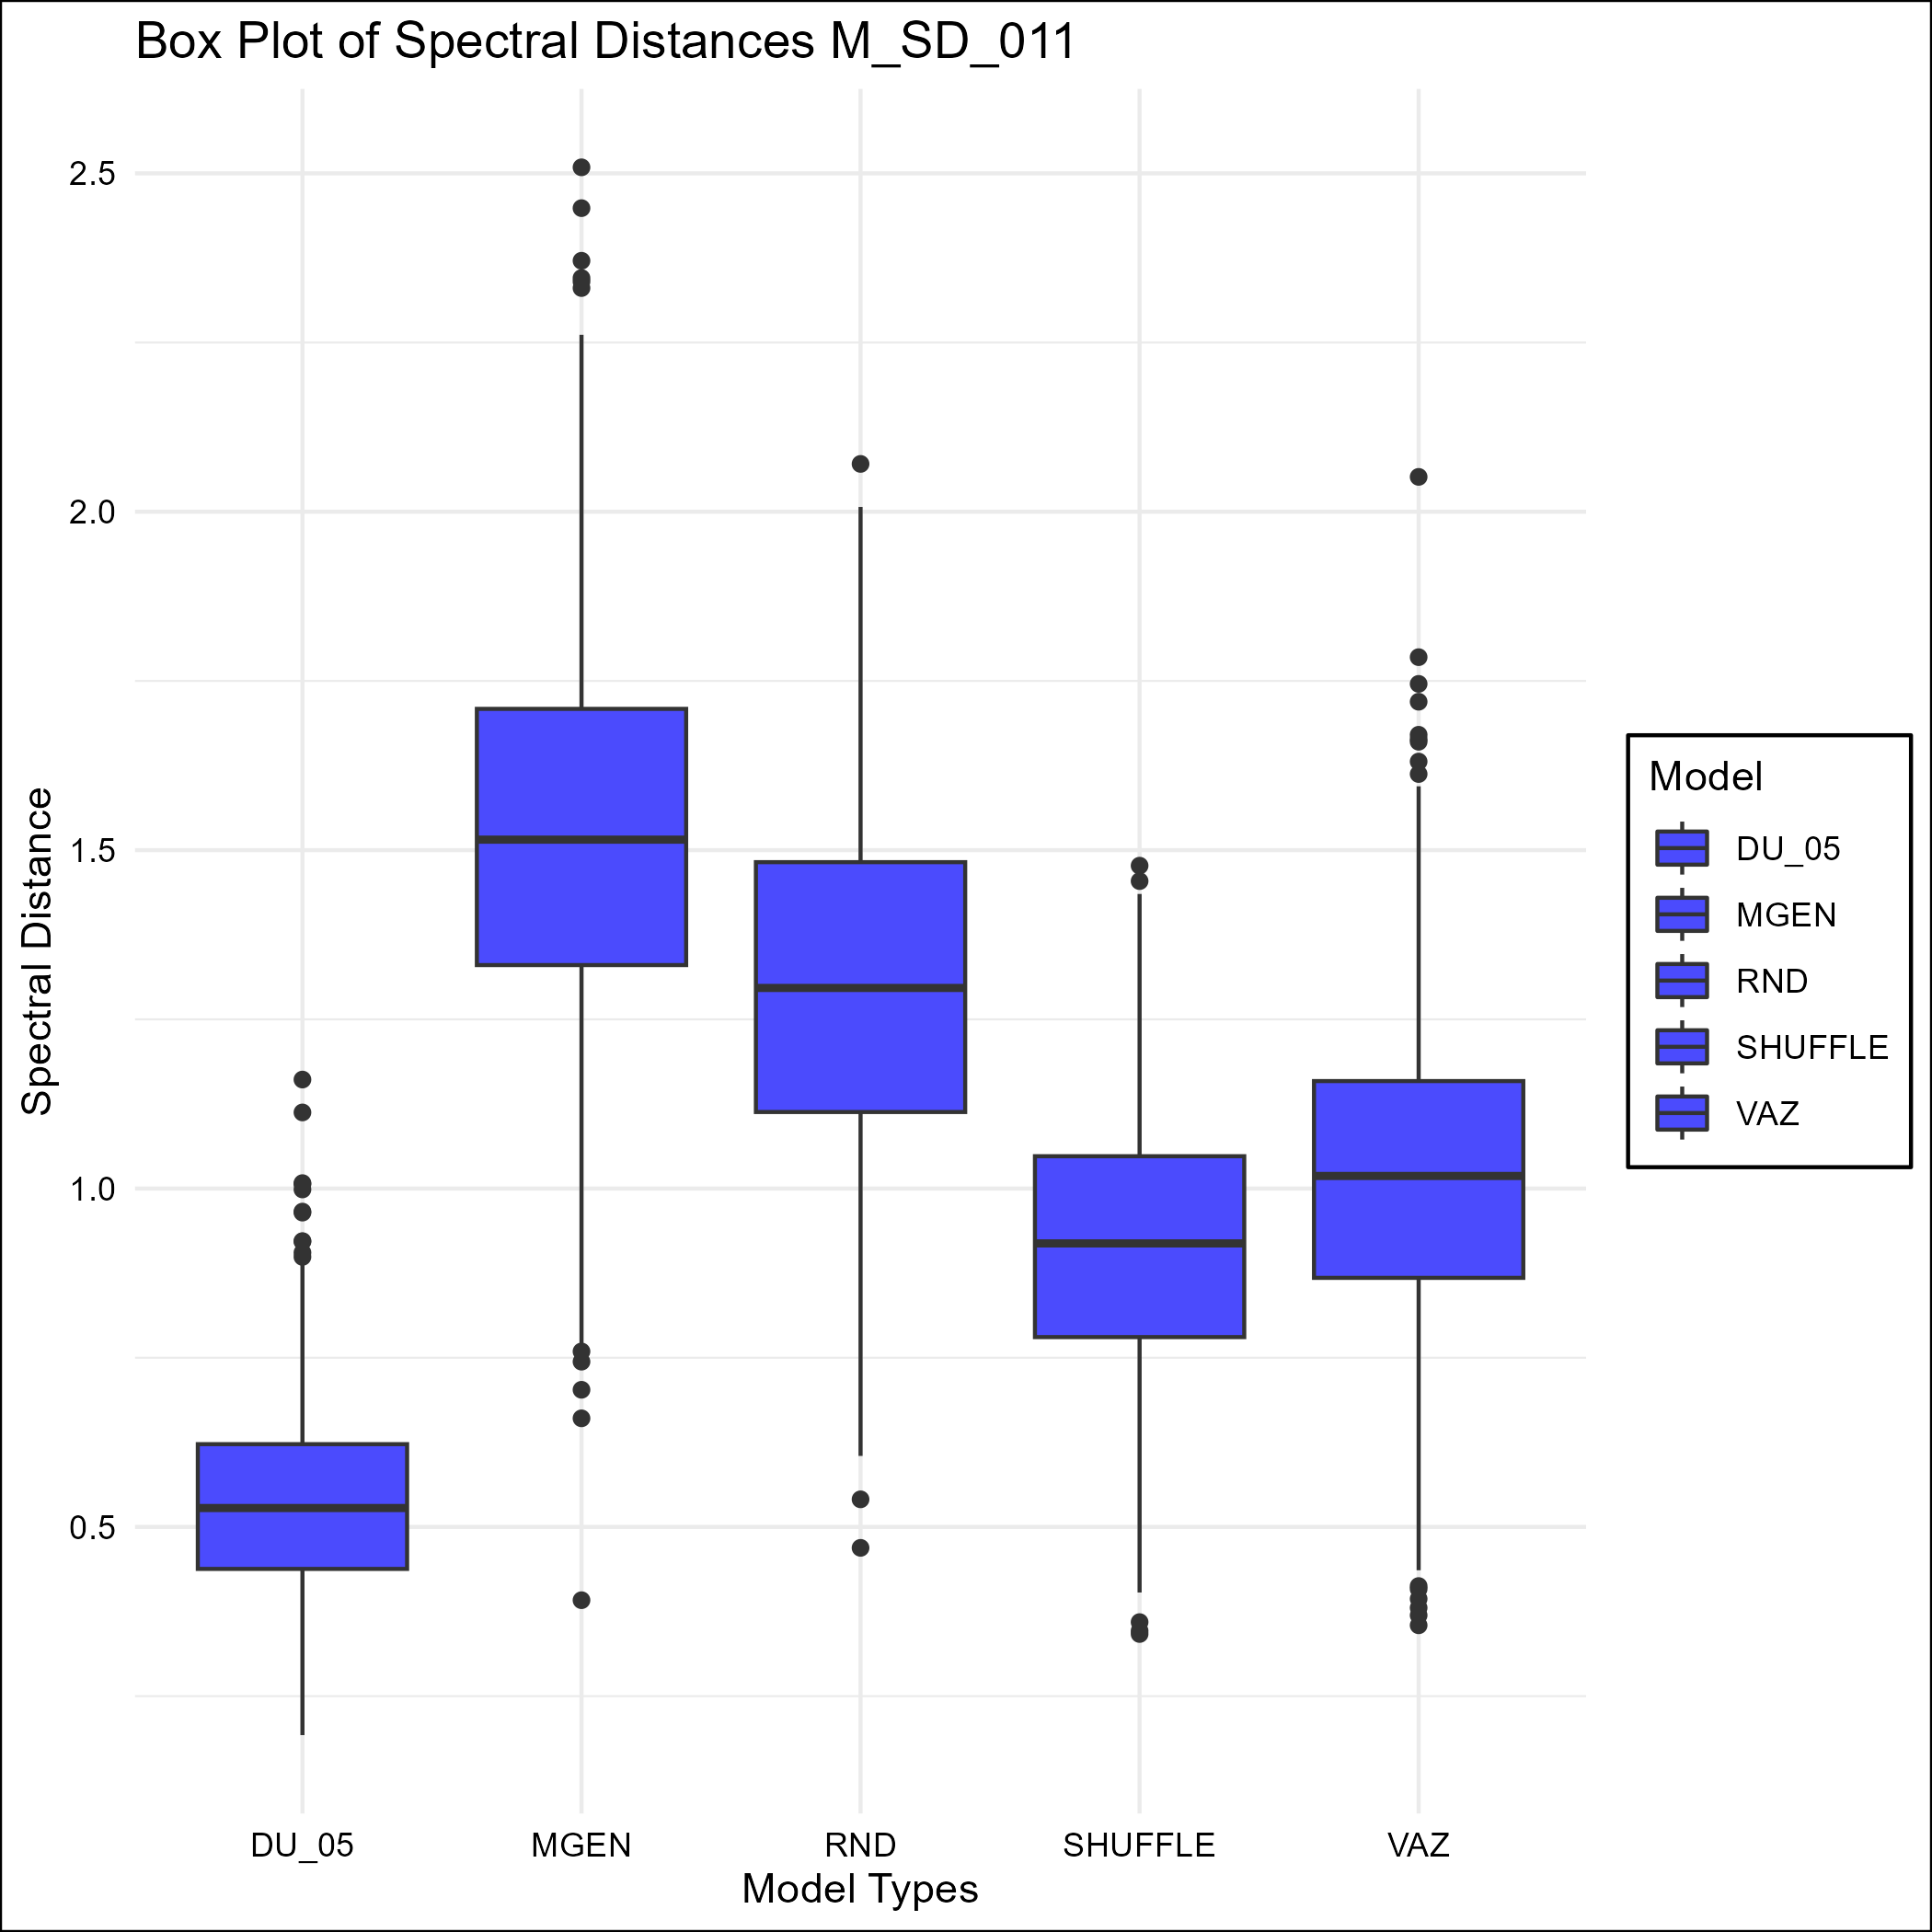 Box Plot of Spectral Distances M_SD_011
Spectral Distance
2.5
2.0
1.5
1.0
0.5
DU_05
MGEN
RND
SHUFFLE
VAZ
Model Types
Model
DU_05
MGEN
RND
SHUFFLE
VAZ